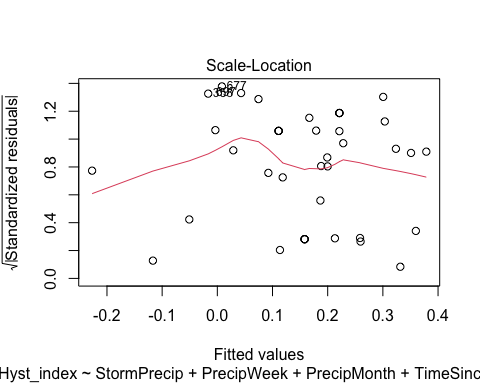 Scale-Location
677
√|Standardized residuals|
0.0 0.4 0.8 1.2
-0.2 -0.1 0.0 0.1 0.2 0.3 0.4
Fitted values
Hyst_index ~ StormPrecip + PrecipWeek + PrecipMonth + TimeSinc